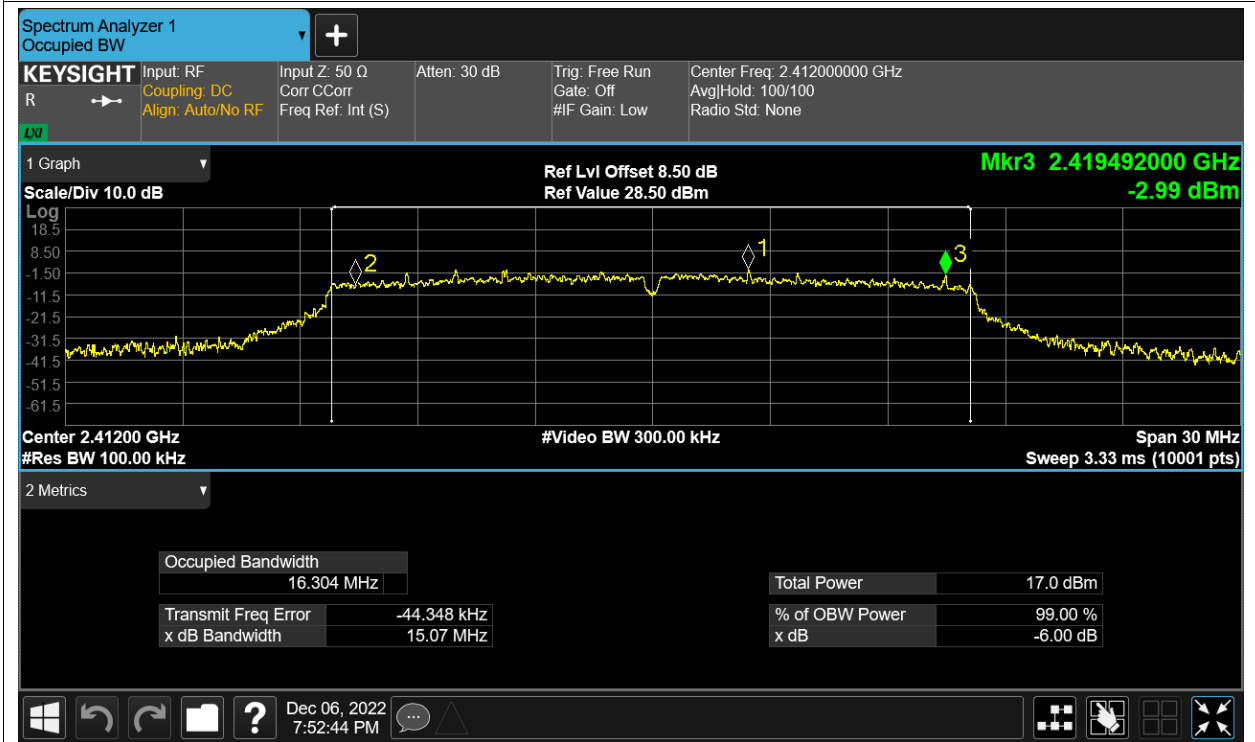 Spectrum Analyzer 1
Occupied BW
KEYSIGHT
R
LXI
Input: RF
Coupling: DC
Align: Auto/No RF
Input Z: 50 Ω
Corr CCorr
Freq Ref: Int (S)
Atten: 30 dB
Trig: Free Run
Gate: Off
#IF Gain: Low
Center Freq: 2.412000000 GHz
Avg|Hold: 100/100
Radio Std: None
1 Graph
Scale/Div 10.0 dB
Ref Lvl Offset 8.50 dB
Ref Value 28.50 dBm
Mkr3 2.419492000 GHz
-2.99 dBm
Log
18.5
8.50
-1.50
-11.5
-21.5
-31.5
-41.5
-51.5
-61.5
2
1
3
Center 2.41200 GHz
#Res BW 100.00 kHz
#Video BW 300.00 kHz
Span 30 MHz
Sweep 3.33 ms (10001 pts)
2 Metrics
Occupied Bandwidth
16.304 MHz
Transmit Freq Error -44.348 kHz
x dB Bandwidth 15.07 MHz
Total Power 17.0 dBm
% of OBW Power 99.00 %
x dB -6.00 dB
?
Dec 06, 2022
7:52:44 PM